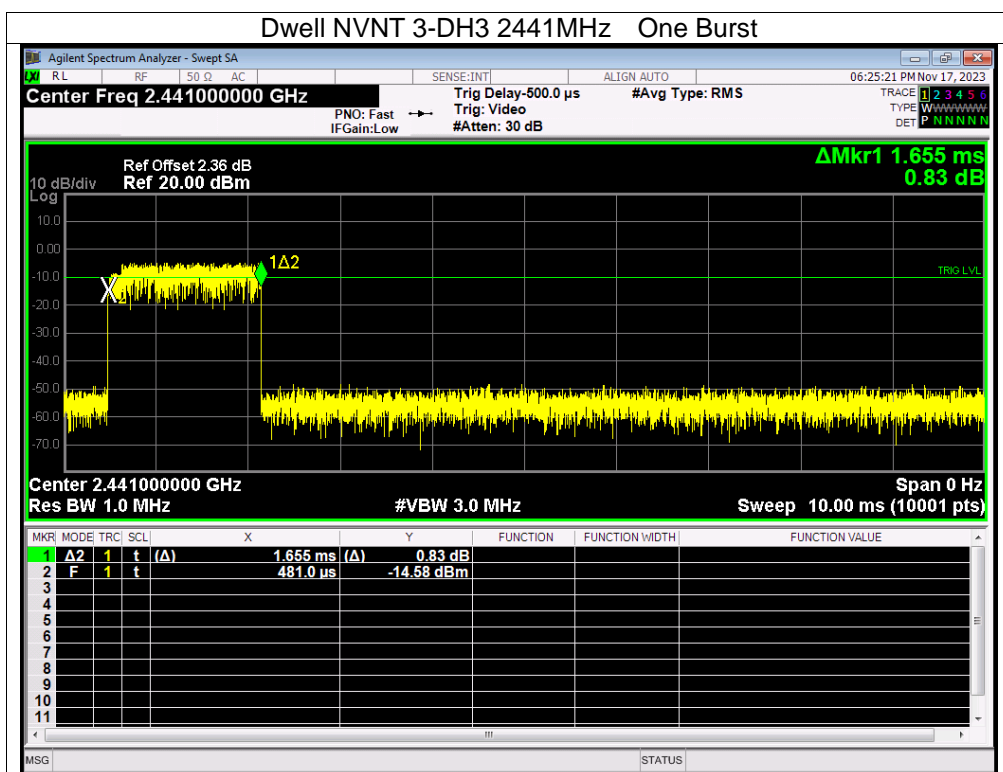 Dwell NVNT 3-DH3 2441MHz One Burst
Agilent Spectrum Analyzer - Swept SA
LXI RL RF 50 Ω AC SENSE:INT ALIGN AUTO 06:25:21 PM Nov 17, 2023
Center Freq 2.441000000 GHz Trig Delay-500.0 µs #Avg Type: RMS TRACE 1 2 3 4 5 6
PNO: Fast Trig: Video TYPE WWWWWW
IFGain:Low #Atten: 30 dB DET P N N N N N
ΔMkr1 1.655 ms
Ref Offset 2.36 dB
10 dB/div Ref 20.00 dBm 0.83 dB
Log
10.0
0.00
1Δ2
-10.0 TRIG LVL
X2
-20.0
-30.0
-40.0
-50.0
-60.0
-70.0
Center 2.441000000 GHz Span 0 Hz
Res BW 1.0 MHz #VBW 3.0 MHz Sweep 10.00 ms (10001 pts)
MKR MODE TRC SCL X Y FUNCTION FUNCTION WIDTH FUNCTION VALUE
1 Δ2 1 t (Δ) 1.655 ms (Δ) 0.83 dB
2 F 1 t 481.0 µs -14.58 dBm
3
4
5
6
7
8
9
10
11
MSG STATUS